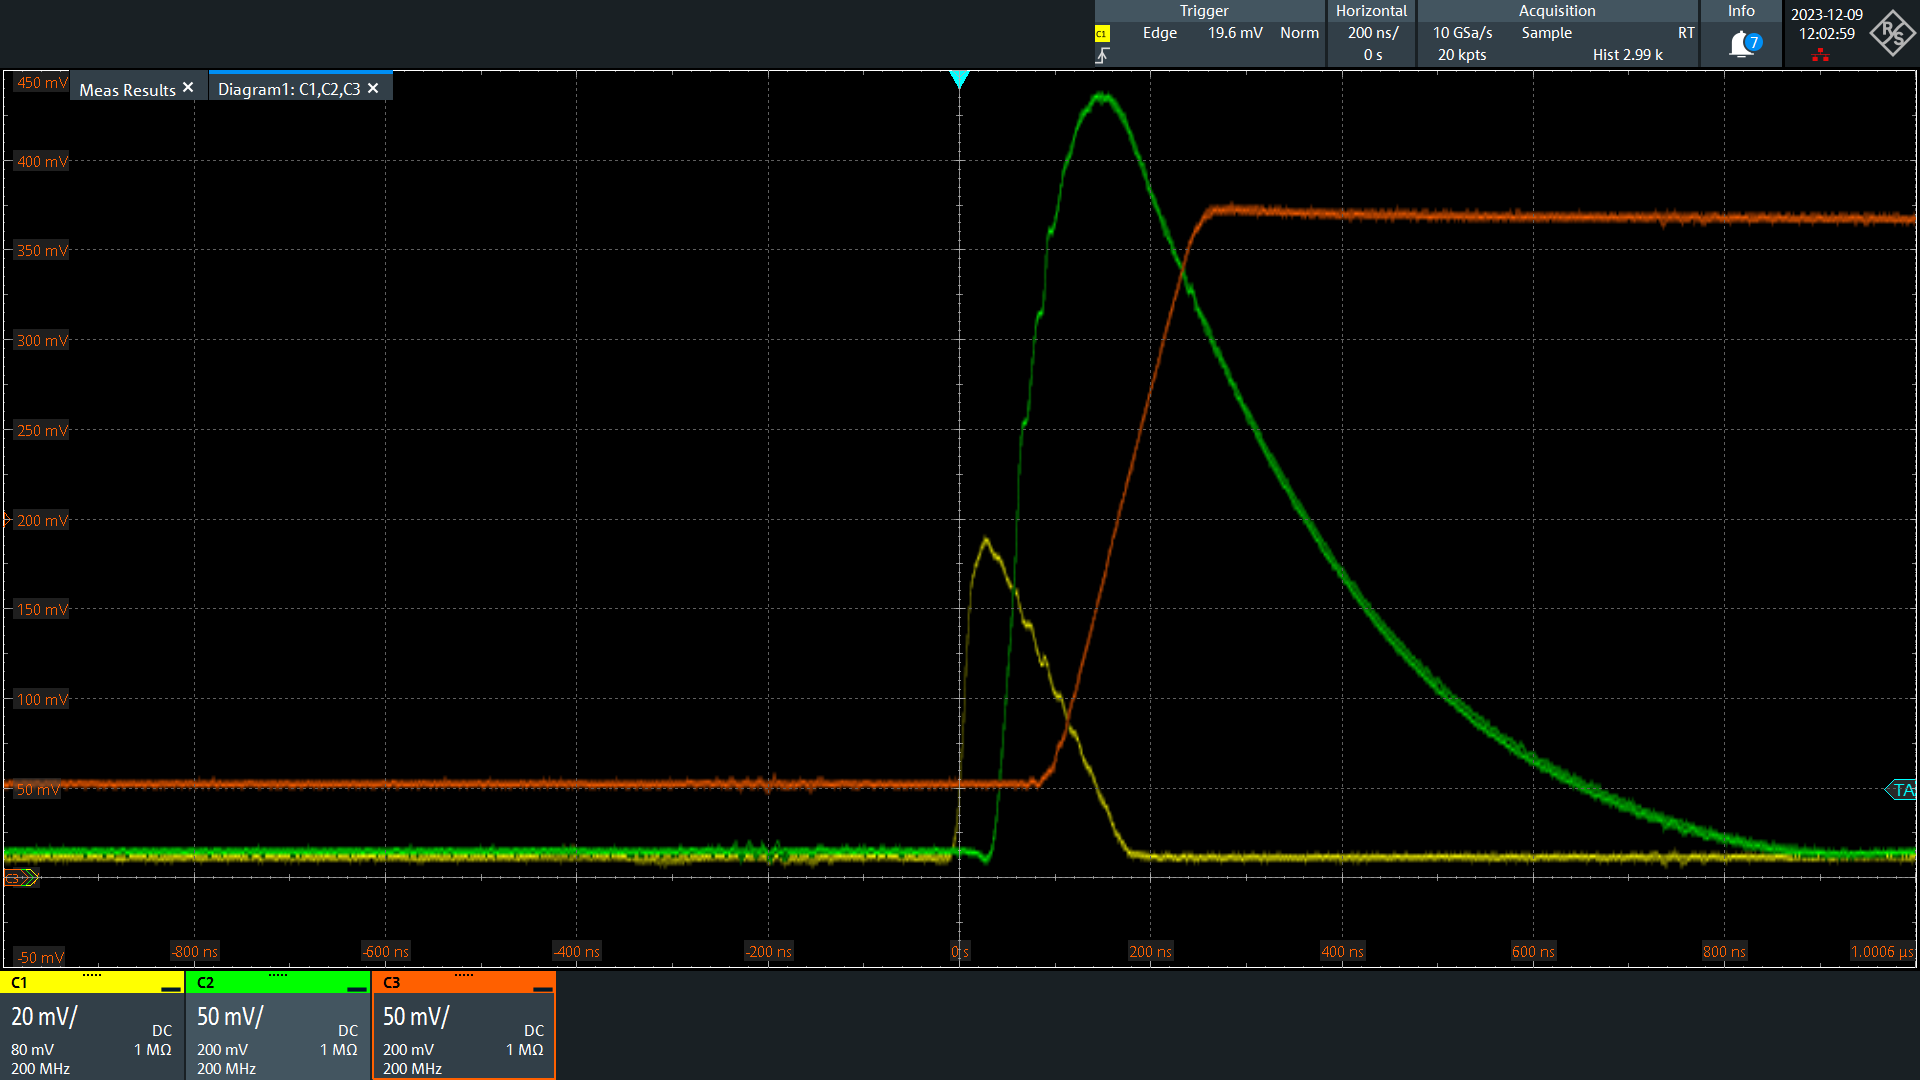 Trigger
C1 Edge 19.6 mV Norm
Horizontal
200 ns/
0 s
Acquisition
10 GSa/s Sample RT
20 kpts Hist 2.99 k
Info
7
2023-12-09
12:02:59
R S
450 mV
Meas Results ✕ Diagram1: C1,C2,C3 ✕
400 mV
350 mV
300 mV
250 mV
200 mV
150 mV
100 mV
50 mV
TA
C3
-50 mV
-800 ns -600 ns -400 ns -200 ns 0 s 200 ns 400 ns 600 ns 800 ns 1.0006 µs
C1
20 mV/
DC
80 mV 1 MΩ
200 MHz
C2
50 mV/
DC
200 mV 1 MΩ
200 MHz
C3
50 mV/
DC
200 mV 1 MΩ
200 MHz